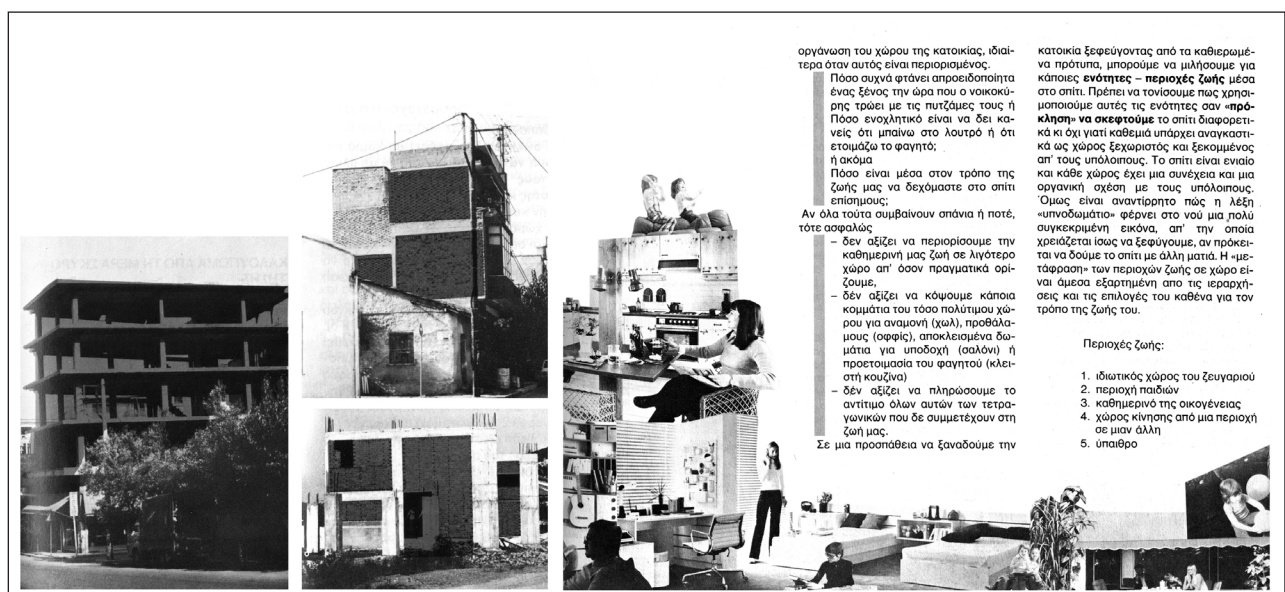 οργάνωση του χώρου της κατοικίας, ιδιαί-
τερα όταν αυτός είναι περιορισμένος.
Πόσο συχνά φτάνει απροειδοποίητα
ένας ξένος την ώρα που ο νοικοκύ-
ρης τρώει με τις πυτζάμες τους ή
Πόσο ενοχλητικό είναι να δει κα-
νείς ότι μπαίνω στο λουτρό ή ότι
ετοιμάζω το φαγητό;
ή ακόμα
Πόσο είναι μέσα στον τρόπο της
ζωής μας να δεχόμαστε στο σπίτι
επίσημους;
Αν όλα τούτα συμβαίνουν σπάνια ή ποτέ,
τότε ασφαλώς
– δεν αξίζει να περιορίσουμε την
καθημερινή μας ζωή σε λιγότερο
χώρο απ' όσον πραγματικά ορί-
ζουμε,
– δέν αξίζει να κόψουμε κάποια
κομμάτια του τόσο πολύτιμου χώ-
ρου για αναμονή (χωλ), προθάλα-
μους (οφφίς), αποκλεισμένα δω-
μάτια για υποδοχή (σαλόνι) ή
προετοιμασία του φαγητού (κλει-
στή κουζίνα)
– δέν αξίζει να πληρώσουμε το
αντίτιμο όλων αυτών των τετρα-
γωνικών που δε συμμετέχουν στη
ζωή μας.
Σε μια προσπάθεια να ξαναδούμε την
κατοικία ξεφεύγοντας από τα καθιερωμέ-
να πρότυπα, μπορούμε να μιλήσουμε για
κάποιες ενότητες – περιοχές ζωής μέσα
στο σπίτι. Πρέπει να τονίσουμε πως χρησι-
μοποιούμε αυτές τις ενότητες σαν «πρό-
κληση» να σκεφτούμε το σπίτι διαφορετι-
κά κι όχι γιατί καθεμιά υπάρχει αναγκαστι-
κά ως χώρος ξεχωριστός και ξεκομμένος
απ' τους υπόλοιπους. Το σπίτι είναι ενιαίο
και κάθε χώρος έχει μια συνέχεια και μια
οργανική σχέση με τους υπόλοιπους.
Όμως είναι αναντίρρητο πώς η λέξη
«υπνοδωμάτιο» φέρνει στο νού μια πολύ
συγκεκριμένη εικόνα, απ' την οποία
χρειάζεται ίσως να ξεφύγουμε, αν πρόκει-
ται να δούμε το σπίτι με άλλη ματιά. Η «με-
τάφραση» των περιοχών ζωής σε χώρο εί-
ναι άμεσα εξαρτημένη απο τις ιεραρχή-
σεις και τις επιλογές του καθένα για τον
τρόπο της ζωής του.
Περιοχές ζωής:
1. ιδιωτικός χώρος του ζευγαριού
2. περιοχή παιδιών
3. καθημερινό της οικογένειας
4. χώρος κίνησης από μια περιοχή
σε μιαν άλλη
5. ύπαιθρο